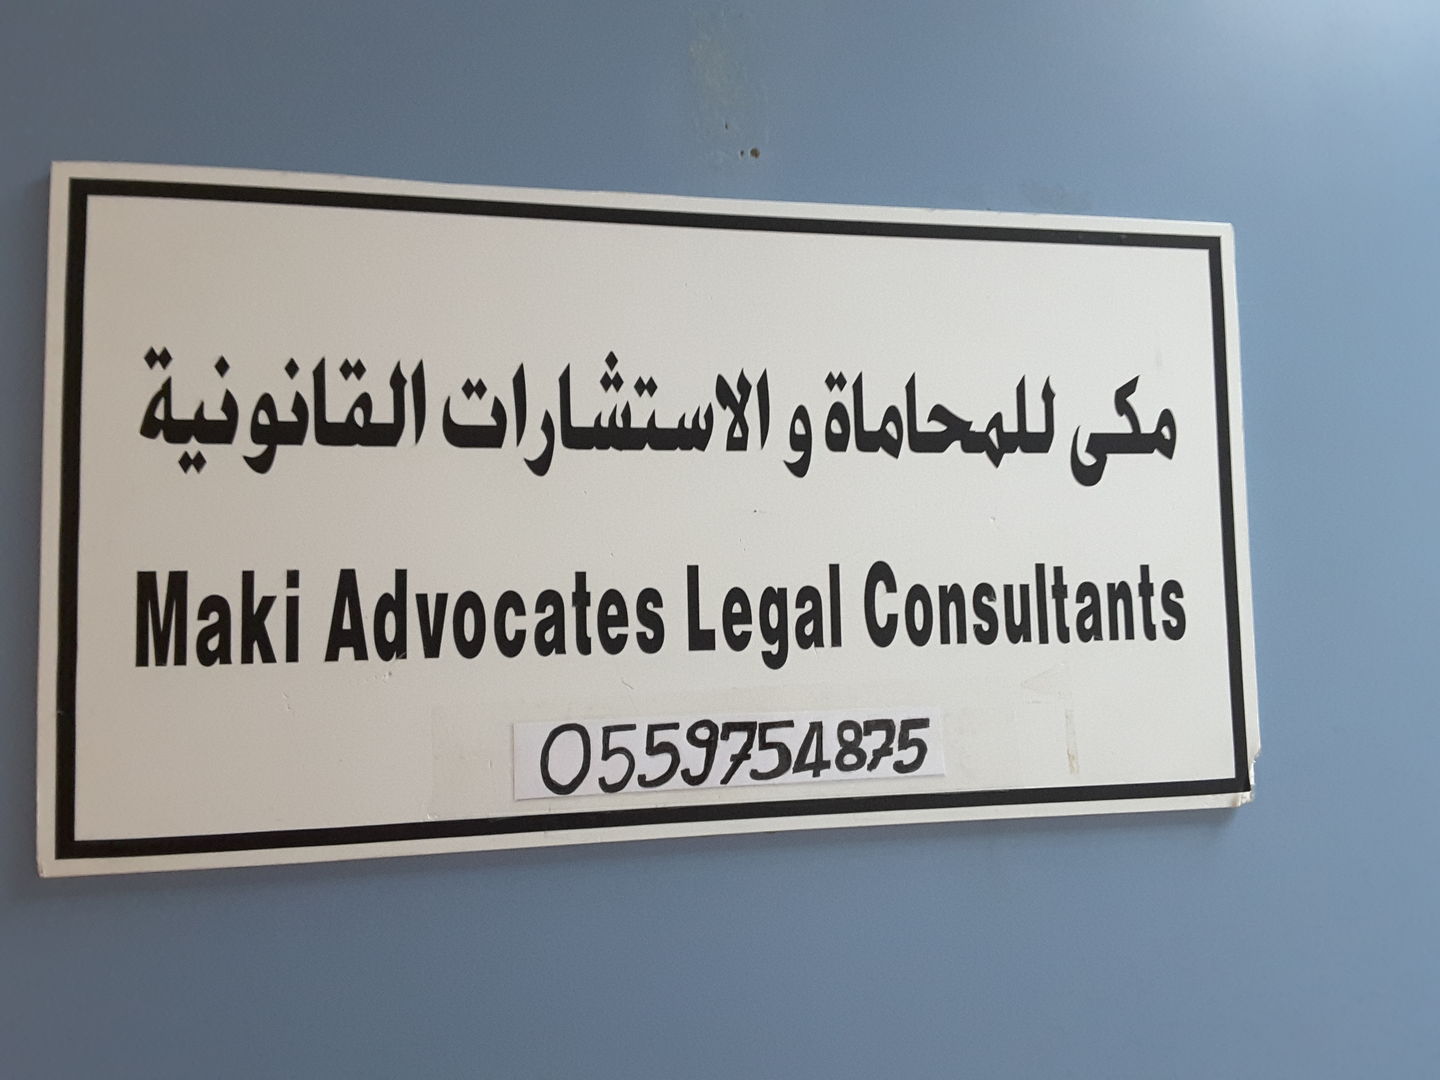 مكى للمحاماة و الاستشارات القانونية
Maki Advocates Legal Consultants
0559754875